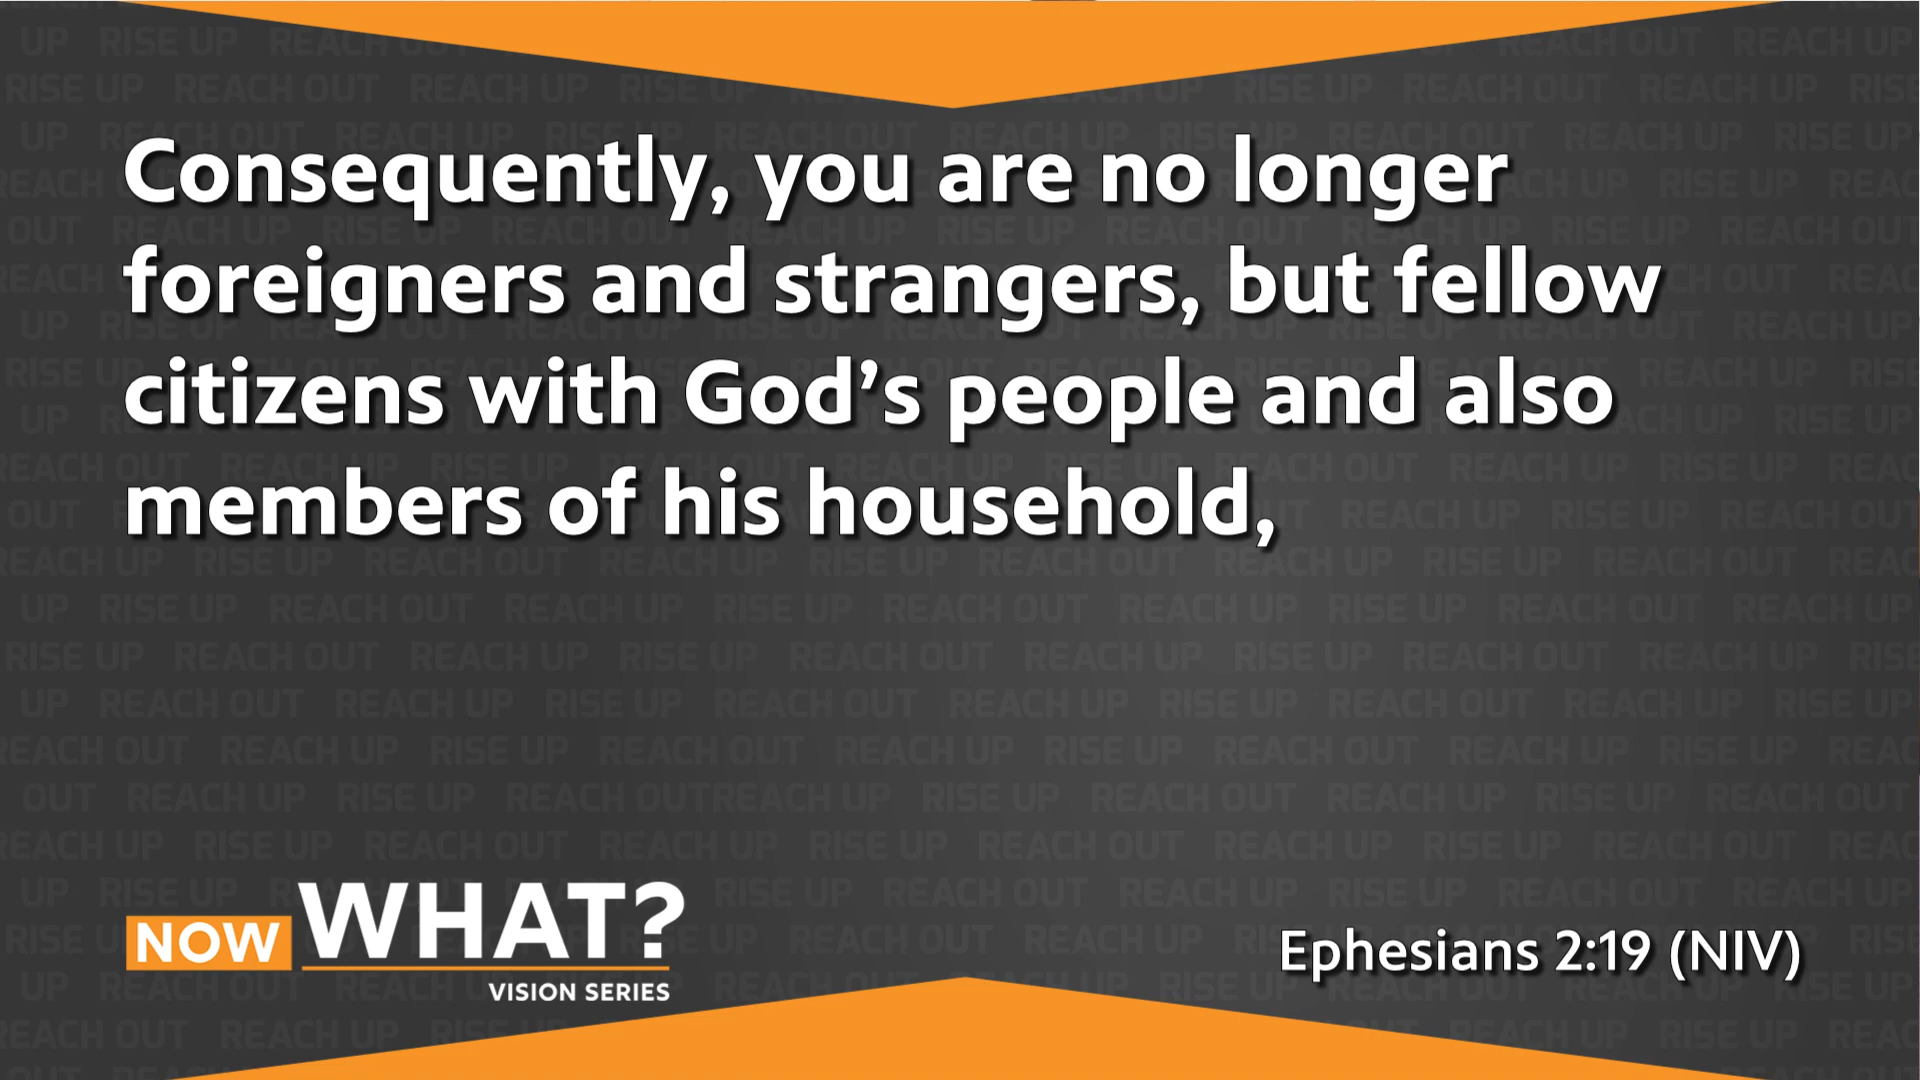 Consequently, you are no longer
foreigners and strangers, but fellow
citizens with God’s people and also
members of his household,
NOW WHAT?
VISION SERIES
Ephesians 2:19 (NIV)